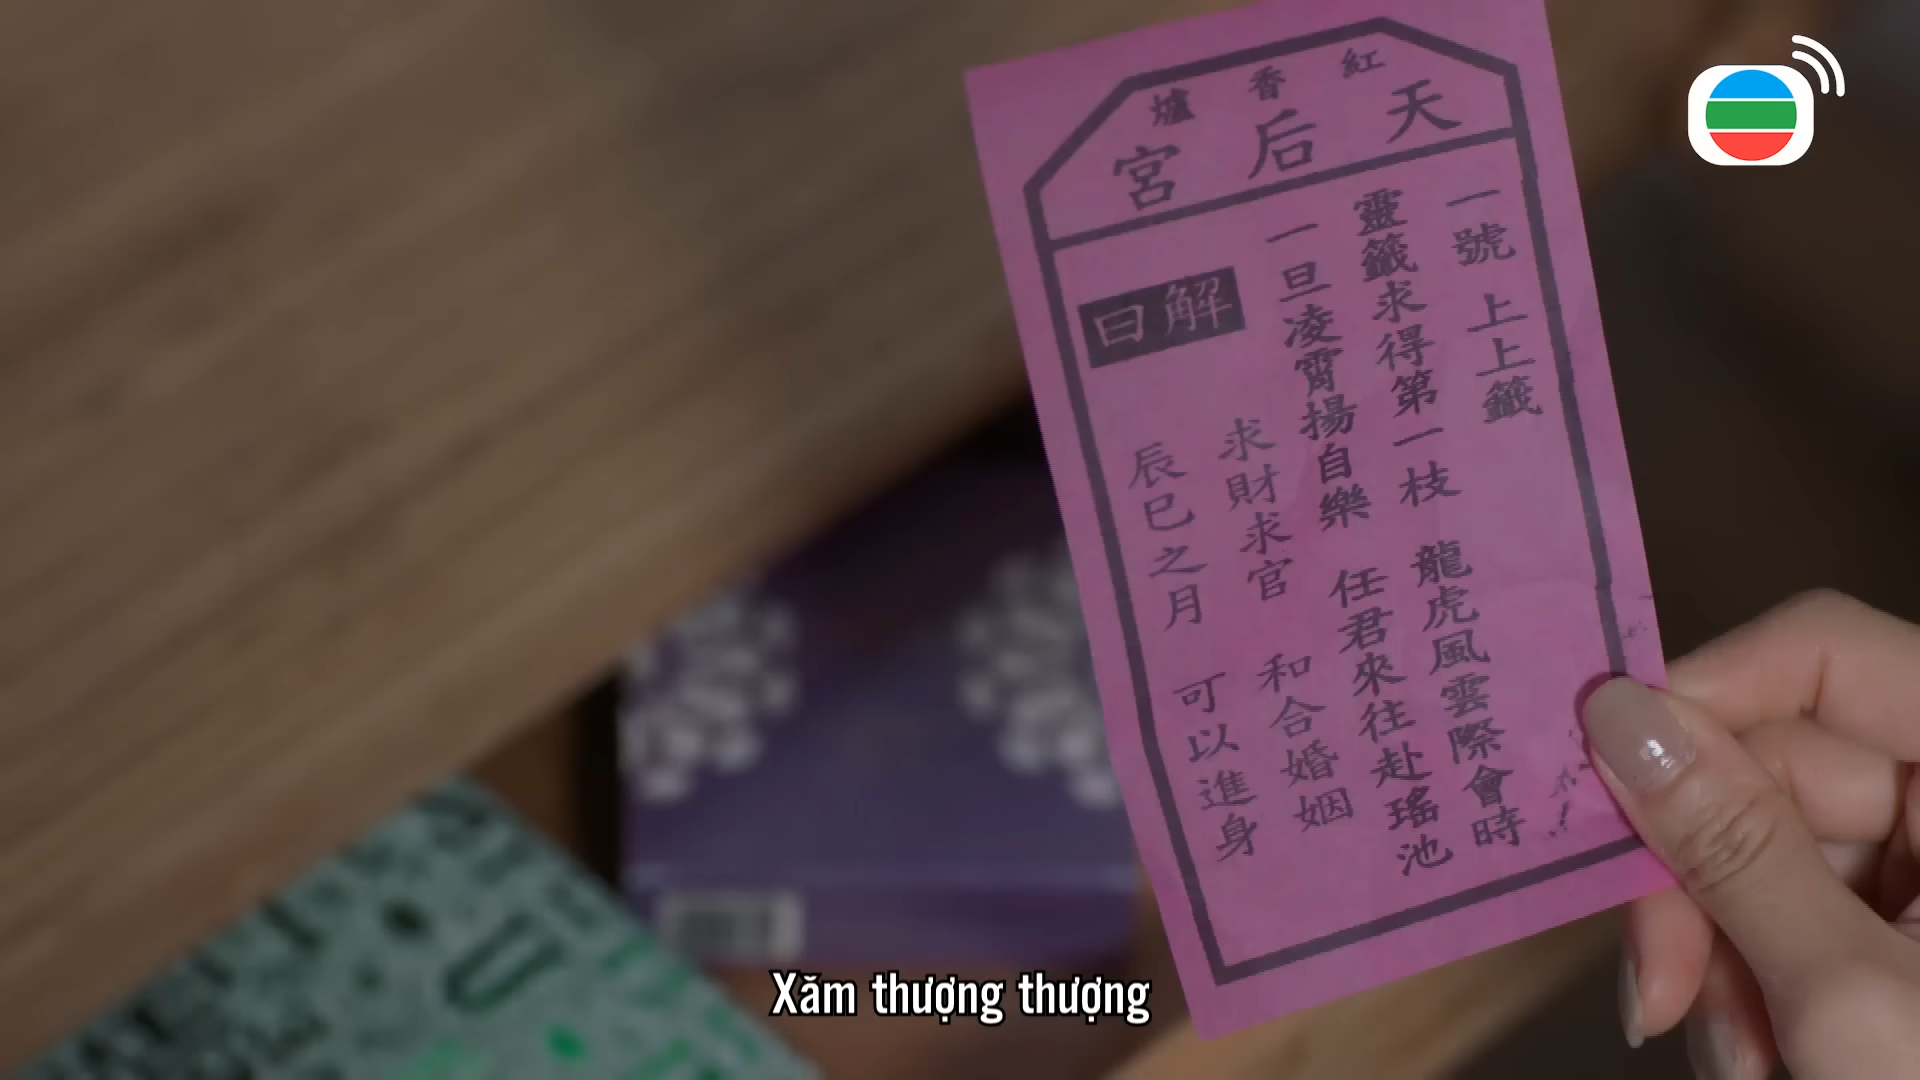 紅香爐
天后宮
一號 上上籤
靈籤求得第一枝 龍虎風雲際會時
一旦凌霄揚自樂 任君來往赴瑤池
解曰
求財求官 和合婚姻
辰巳之月 可以進身
Xăm thượng thượng